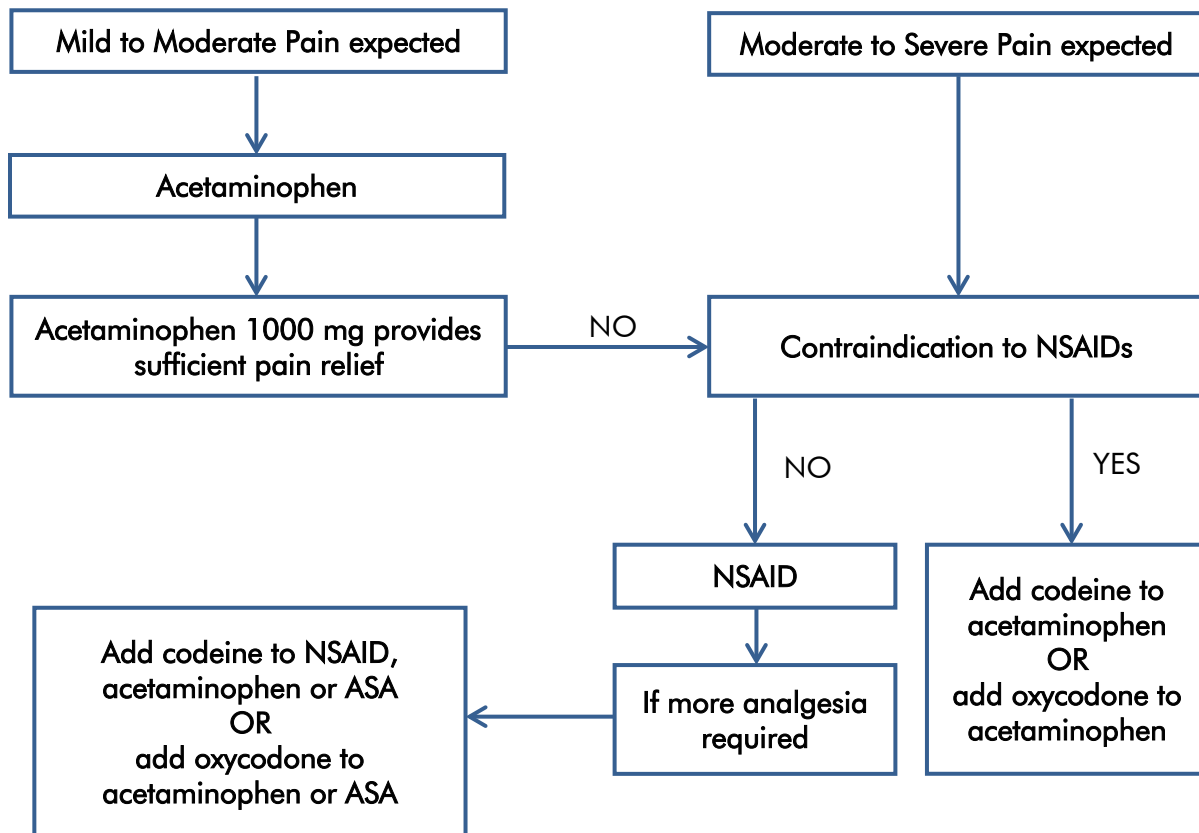 Mild to Moderate Pain expected
Moderate to Severe Pain expected
Acetaminophen
Acetaminophen 1000 mg provides
sufficient pain relief
NO
Contraindication to NSAIDs
NO
YES
NSAID
Add codeine to
acetaminophen
OR
add oxycodone to
acetaminophen
If more analgesia
required
Add codeine to NSAID,
acetaminophen or ASA
OR
add oxycodone to
acetaminophen or ASA